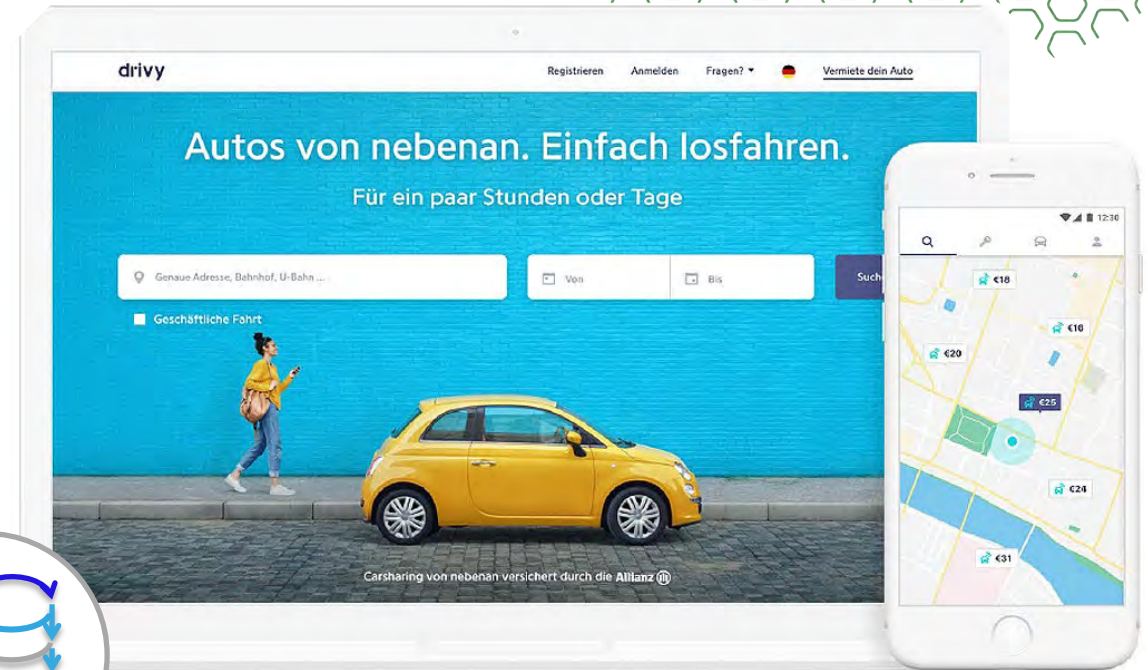 drivy
Registrieren Anmelden Fragen? Vermiete dein Auto
Autos von nebenan. Einfach losfahren.
Für ein paar Stunden oder Tage
Genaue Adresse, Bahnhof, U-Bahn ...
Von
Bis
Such
Geschäftliche Fahrt
Carsharing von nebenan versichert durch die Allianz
12:30
€18
€16
€20
€25
€24
€31